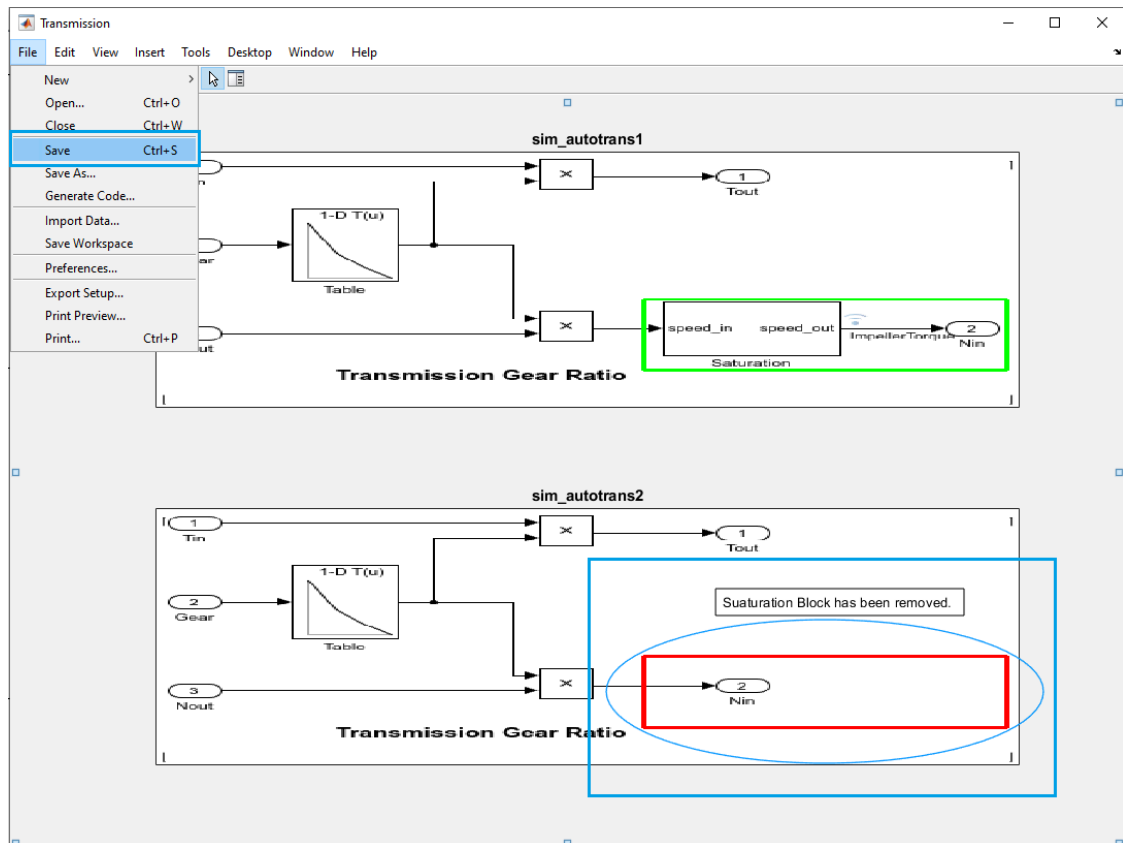 Transmission
File Edit View Insert Tools Desktop Window Help
New
Open... Ctrl+O
Close Ctrl+W
Save Ctrl+S
Save As...
Generate Code...
Import Data...
Save Workspace
Preferences...
Export Setup...
Print Preview...
Print... Ctrl+P
sim_autotrans1
1
Tout
1-D T(u)
Table
speed_in speed_out
ImpellerTorque
2
Nin
Saturation
Transmission Gear Ratio
sim_autotrans2
1
Tin
1
Tout
1-D T(u)
Suaturation Block has been removed.
2
Gear
Table
3
Nout
2
Nin
Transmission Gear Ratio